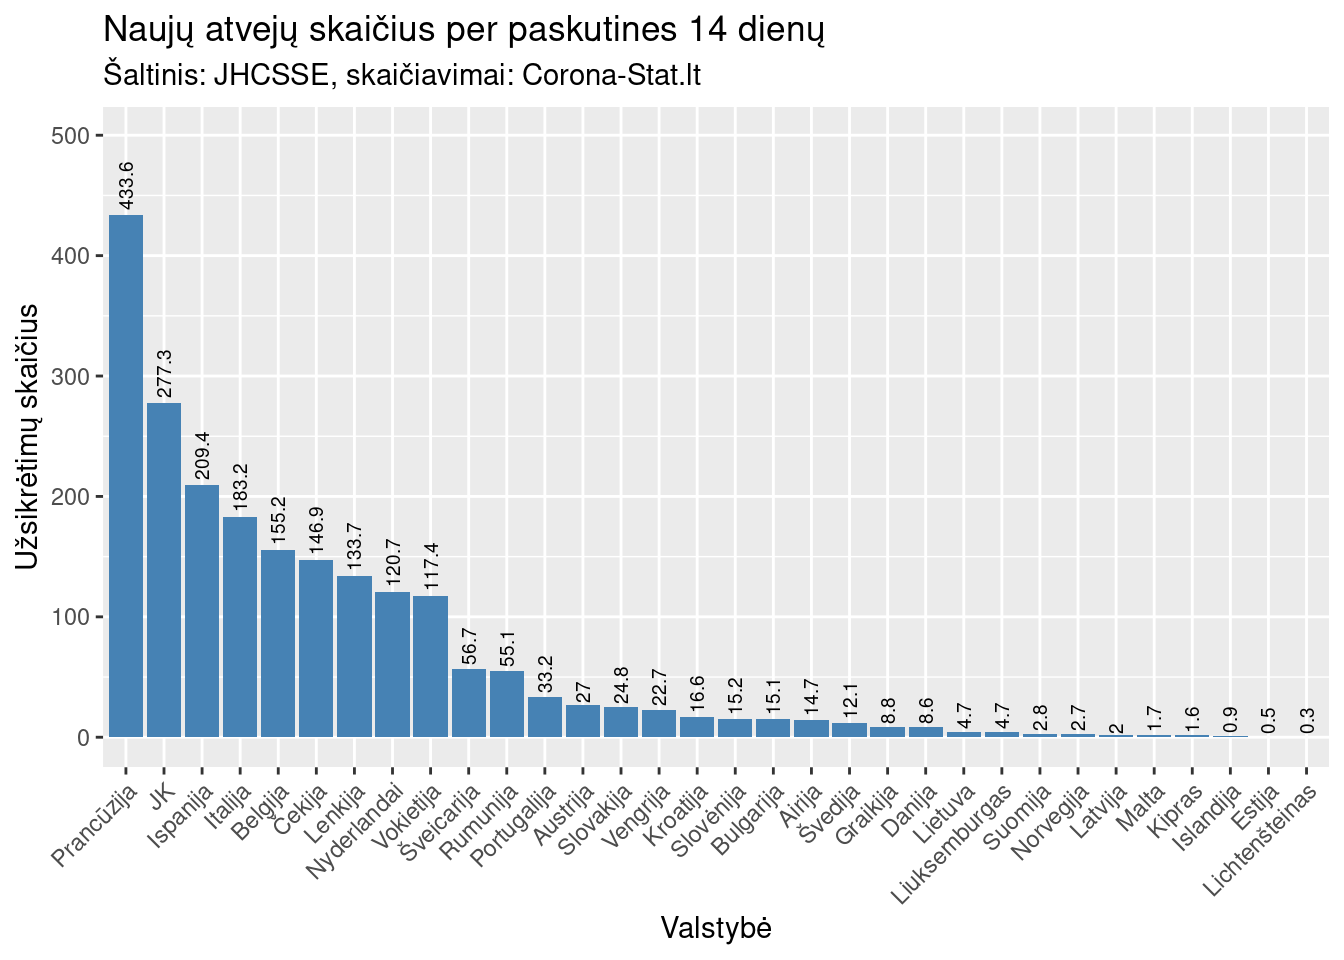 Naujų atvejų skaičius per paskutines 14 dienų
Šaltinis: JHCSSE, skaičiavimai: Corona-Stat.lt
Užsikrėtimų skaičius
500
400
300
200
100
0
433.6
277.3
209.4
183.2
155.2
146.9
133.7
120.7
117.4
56.7
55.1
33.2
27
24.8
22.7
16.6
15.2
15.1
14.7
12.1
8.8
8.6
4.7
4.7
2.8
2.7
2
1.7
1.6
0.9
0.5
0.3
Prancūzija
JK
Ispanija
Italija
Belgija
Čekija
Lenkija
Nyderlandai
Vokietija
Šveicarija
Rumunija
Portugalija
Austrija
Slovakija
Vengrija
Kroatija
Slovėnija
Bulgarija
Airija
Švedija
Graikija
Danija
Lietuva
Liuksemburgas
Suomija
Norvegija
Latvija
Malta
Kipras
Islandija
Estija
Lichtenšteinas
Valstybė